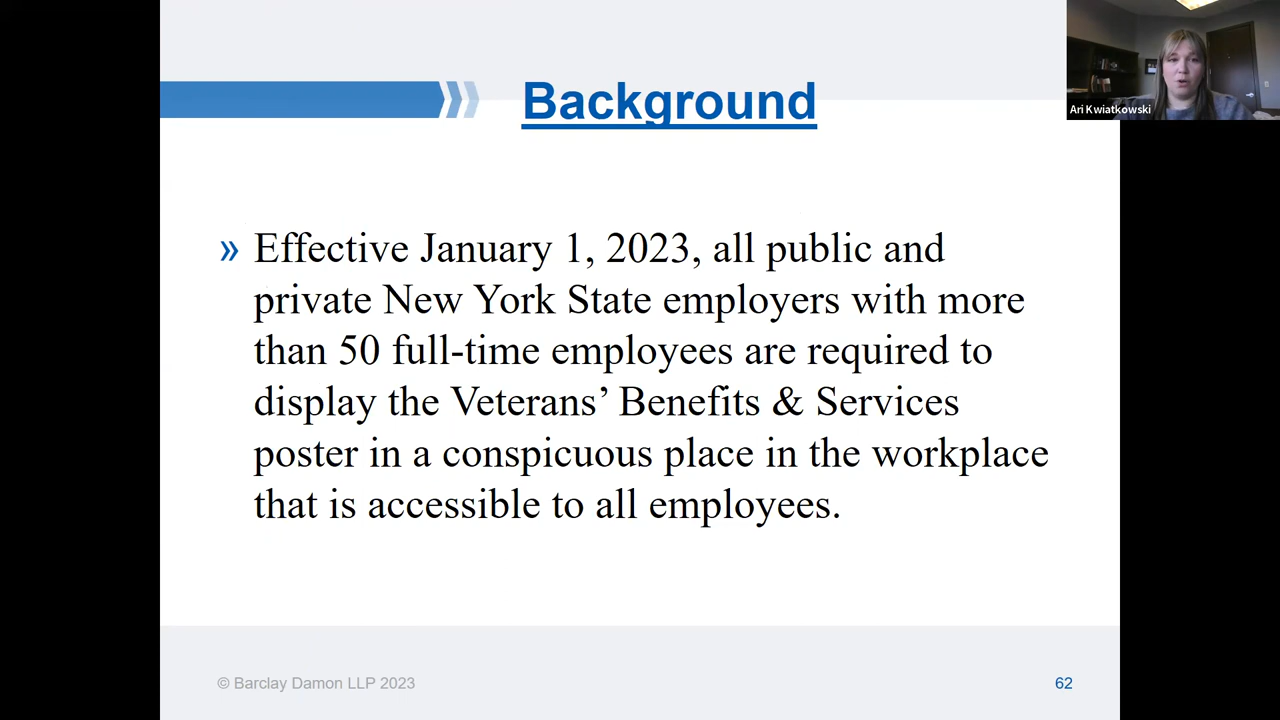 Background
Ari Kwiatkowski
» Effective January 1, 2023, all public and
private New York State employers with more
than 50 full-time employees are required to
display the Veterans’ Benefits & Services
poster in a conspicuous place in the workplace
that is accessible to all employees.
© Barclay Damon LLP 2023
62